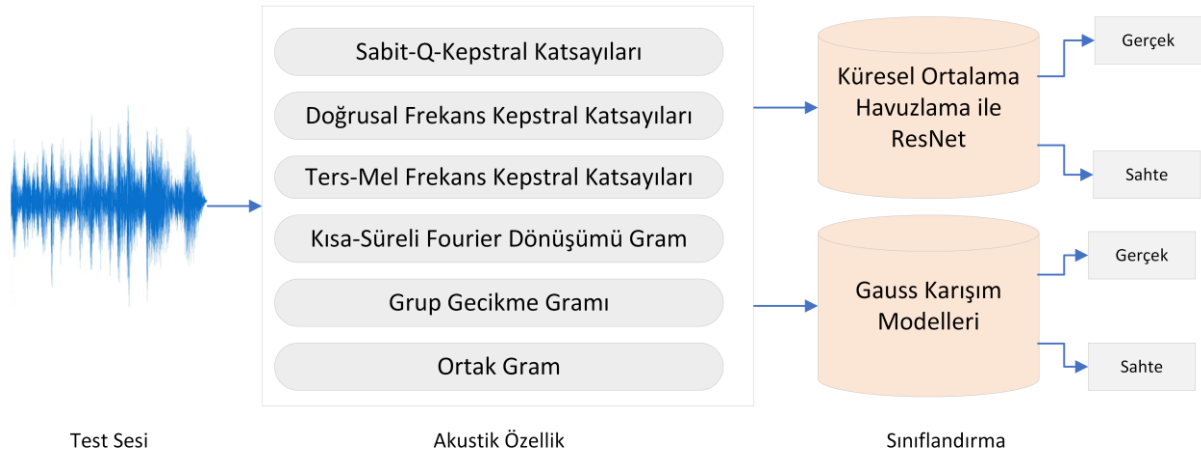 Sabit-Q-Kepstral Katsayıları
Doğrusal Frekans Kepstral Katsayıları
Ters-Mel Frekans Kepstral Katsayıları
Kısa-Süreli Fourier Dönüşümü Gram
Grup Gecikme Gramı
Ortak Gram
Küresel Ortalama
Havuzlama ile
ResNet
Gerçek
Sahte
Gauss Karışım
Modelleri
Gerçek
Sahte
Test Sesi
Akustik Özellik
Sınıflandırma